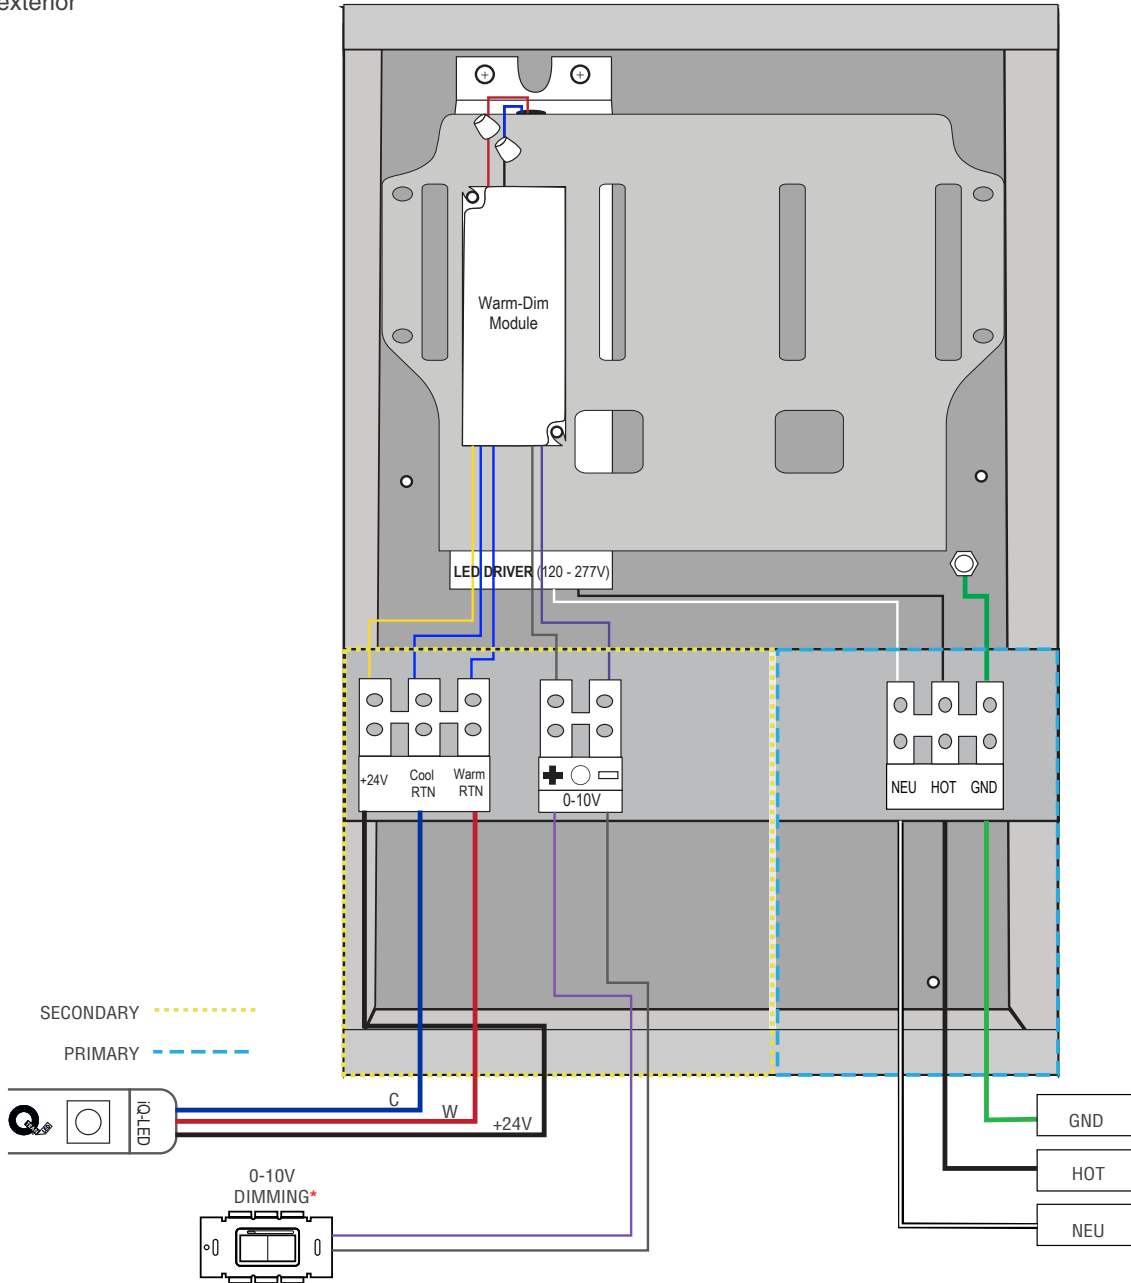 exterior
Warm-Dim
Module
LED DRIVER (120 - 277V)
+24V
Cool
RTN
Warm
RTN
0-10V
NEU HOT GND
SECONDARY
PRIMARY
iQ-LED
C
W
+24V
0-10V
DIMMING*
GND
HOT
NEU